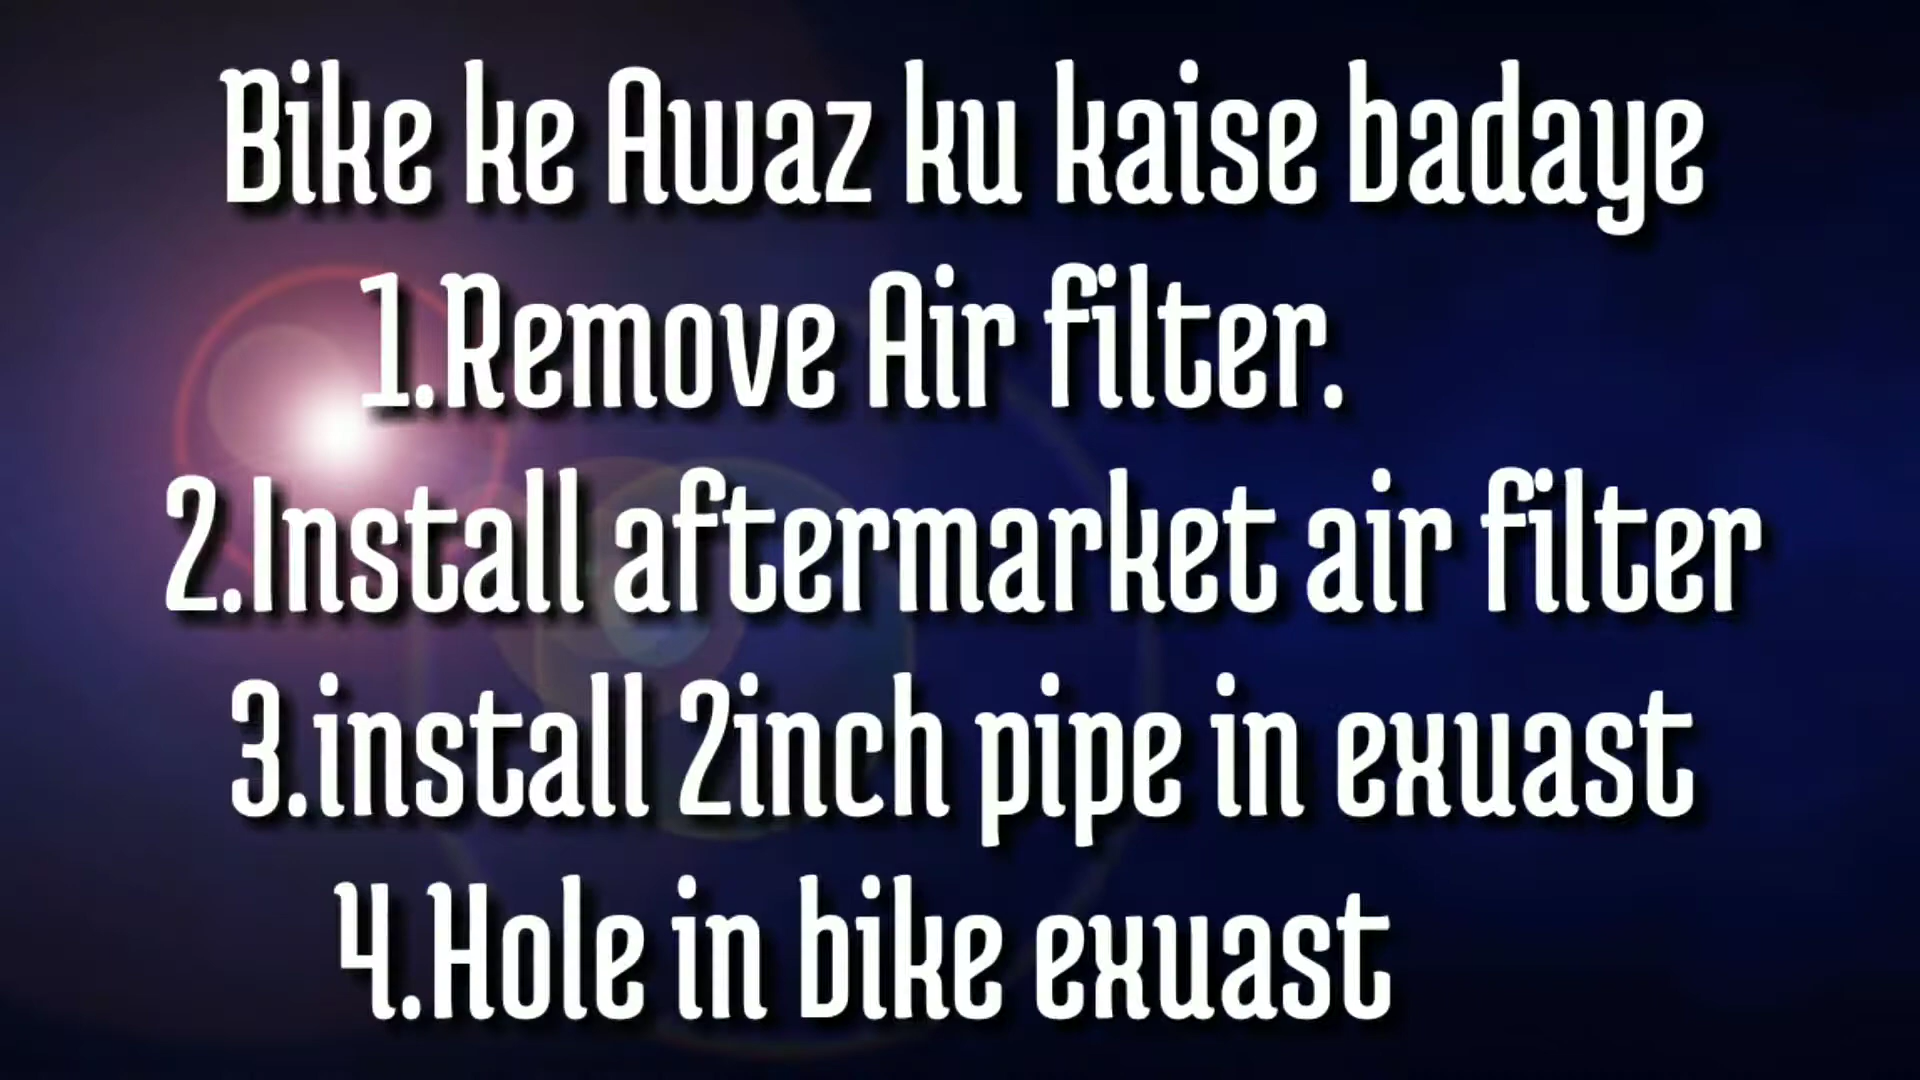 Bike ke Awaz ku kaise badaye
1.Remove Air filter.
2.Install aftermarket air filter
3.install 2inch pipe in exuast
4.Hole in bike exuast